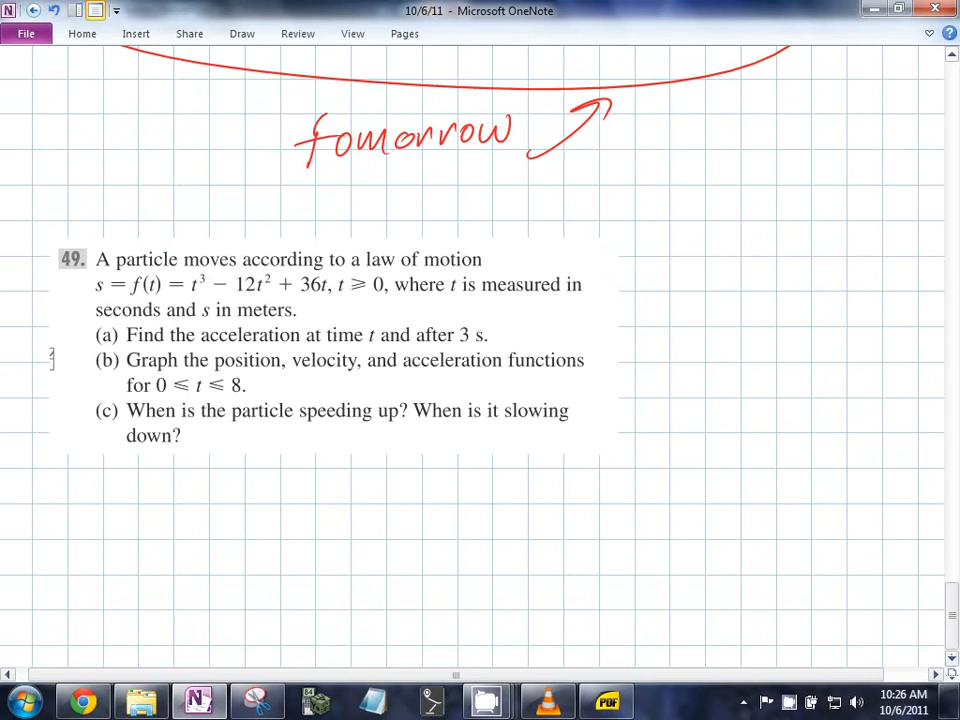 10/6/11 - Microsoft OneNote
File Home Insert Share Draw Review View Pages
tomorrow
49. A particle moves according to a law of motion
s = f(t) = t³ − 12t² + 36t, t ⩾ 0, where t is measured in
seconds and s in meters.
(a) Find the acceleration at time t and after 3 s.
(b) Graph the position, velocity, and acceleration functions
for 0 ⩽ t ⩽ 8.
(c) When is the particle speeding up? When is it slowing
down?
10:26 AM
10/6/2011
PDF